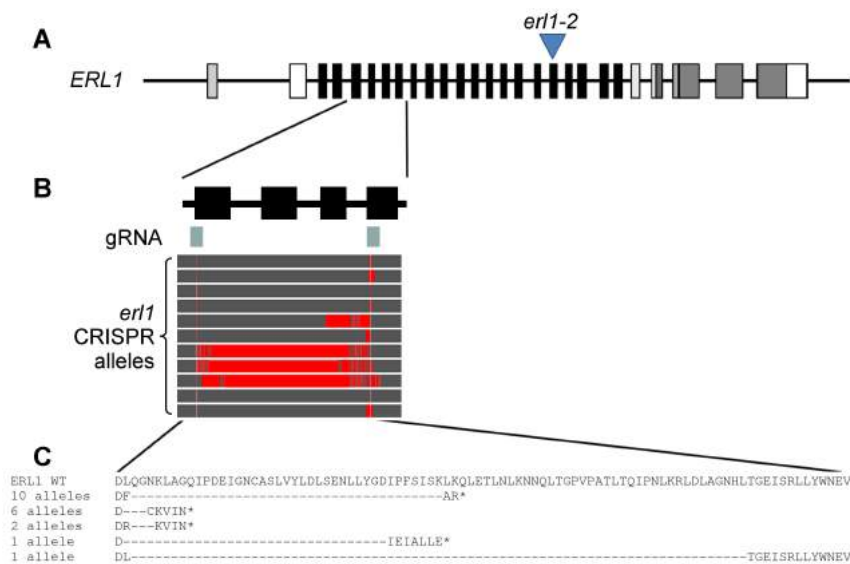 A
erl1-2
ERL1
B
gRNA
erl1
CRISPR
alleles
C
ERL1 WT DLQGNKLAGQIPDEIGNCASLVYLDLSENLLYGDIPFSISKLKQLETLNLKNNQLTGPVPATLTQIPNLKRLDLAGNHLTGEISRLLYWNEV
10 alleles DF---------------------------------------AR*
6 alleles D---CKVIN*
2 alleles DR---KVIN*
1 allele D---------------------------------IEIALLE*
1 allele DL-----------------------------------------------------------------------------TGEISRLLYWNEV